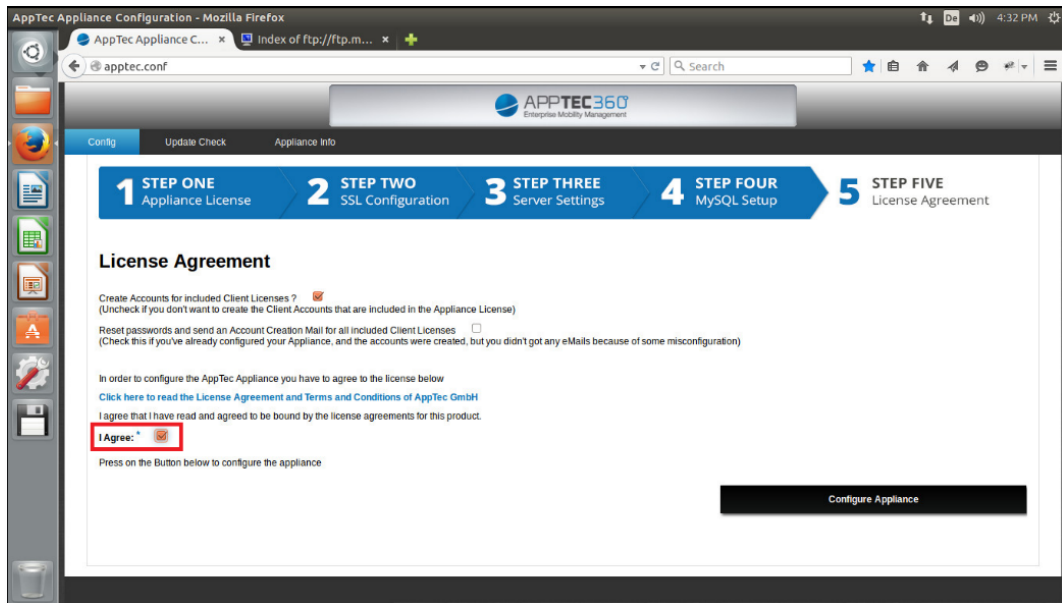 AppTec Appliance Configuration - Mozilla Firefox
De 4:32 PM
AppTec Appliance C... × Index of ftp://ftp.m... ×
apptec.conf Search
APPTEC360
Enterprise Mobility Management
Config Update Check Appliance Info
1 STEP ONE
Appliance License
2 STEP TWO
SSL Configuration
3 STEP THREE
Server Settings
4 STEP FOUR
MySQL Setup
5 STEP FIVE
License Agreement
License Agreement
Create Accounts for included Client Licenses ?
(Uncheck if you don't want to create the Client Accounts that are included in the Appliance License)
Reset passwords and send an Account Creation Mail for all included Client Licenses
(Check this if you've already configured your Appliance, and the accounts were created, but you didn't got any eMails because of some misconfiguration)
In order to configure the AppTec Appliance you have to agree to the license below
Click here to read the License Agreement and Terms and Conditions of AppTec GmbH
I agree that I have read and agreed to be bound by the license agreements for this product.
I Agree: *
Press on the Button below to configure the appliance
Configure Appliance